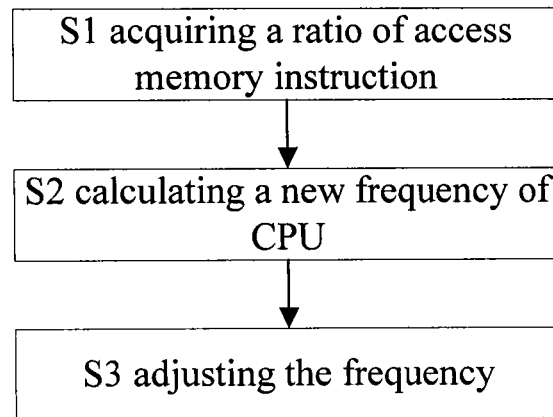 S1 acquiring a ratio of access
memory instruction
S2 calculating a new frequency of
CPU
S3 adjusting the frequency